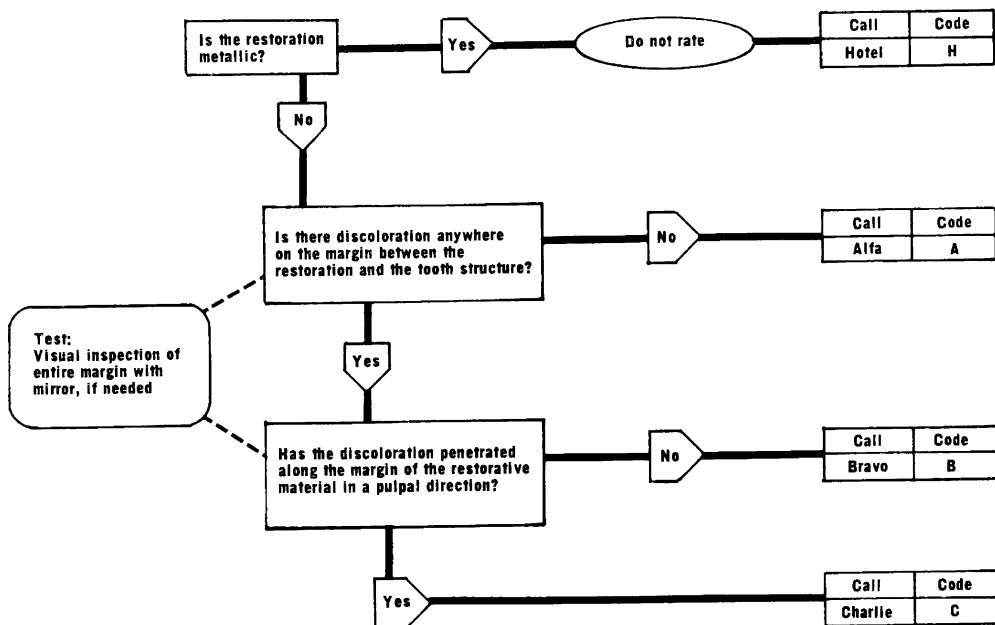 Is the restoration
metallic?
Yes
Do not rate
Call Code
Hotel H
No
Is there discoloration anywhere
on the margin between the
restoration and the tooth structure?
No
Call Code
Alfa A
Test:
Visual inspection of
entire margin with
mirror, if needed
Yes
Has the discoloration penetrated
along the margin of the restorative
material in a pulpal direction?
No
Call Code
Bravo B
Yes
Call Code
Charlie C